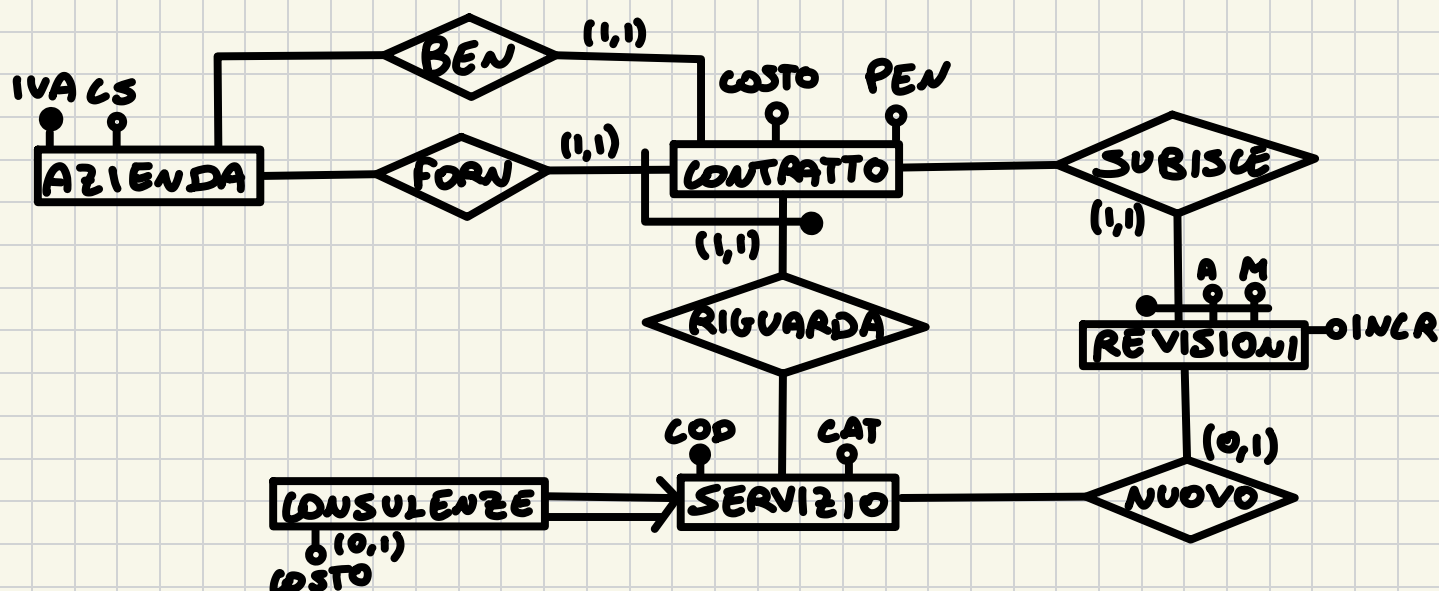 BEN
(1,1)
IVA CS
COSTO
PEN
AZIENDA
FORN
(1,1)
CONTRATTO
SUBISCE
(1,1)
(1,1)
A M
RIGUARDA
REVISIONI
INCR
COD
CAT
(0,1)
CONSULENZE
SERVIZIO
NUOVO
(0,1)
COSTO